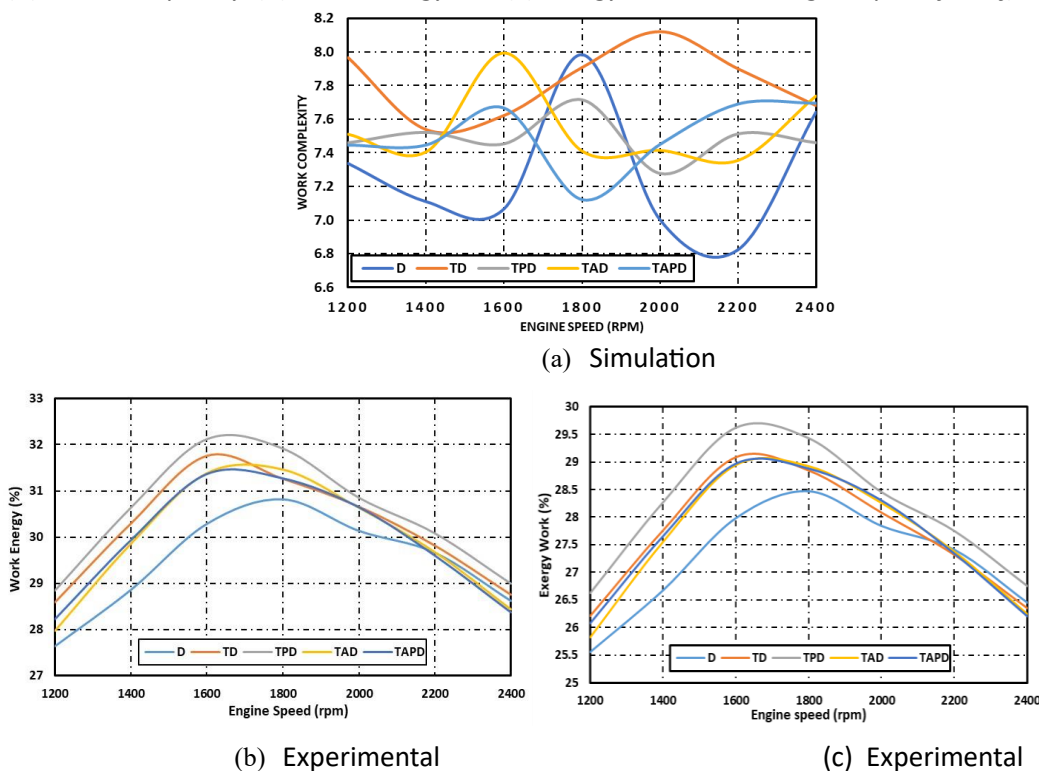 8.2
8.0
7.8
7.6
7.4
7.2
7.0
6.8
6.6
WORK COMPLEXITY
D TD TPD TAD TAPD
1200 1400 1600 1800 2000 2200 2400
ENGINE SPEED (RPM)
(a) Simulation
33
32
31
30
29
28
27
Work Energy (%)
D TD TPD TAD TAPD
1200 1400 1600 1800 2000 2200 2400
Engine Speed (rpm)
(b) Experimental
30
29.5
29
28.5
28
27.5
27
26.5
26
25.5
25
Exergy Work (%)
D TD TPD TAD TAPD
1200 1400 1600 1800 2000 2200 2400
Engine speed (rpm)
(c) Experimental